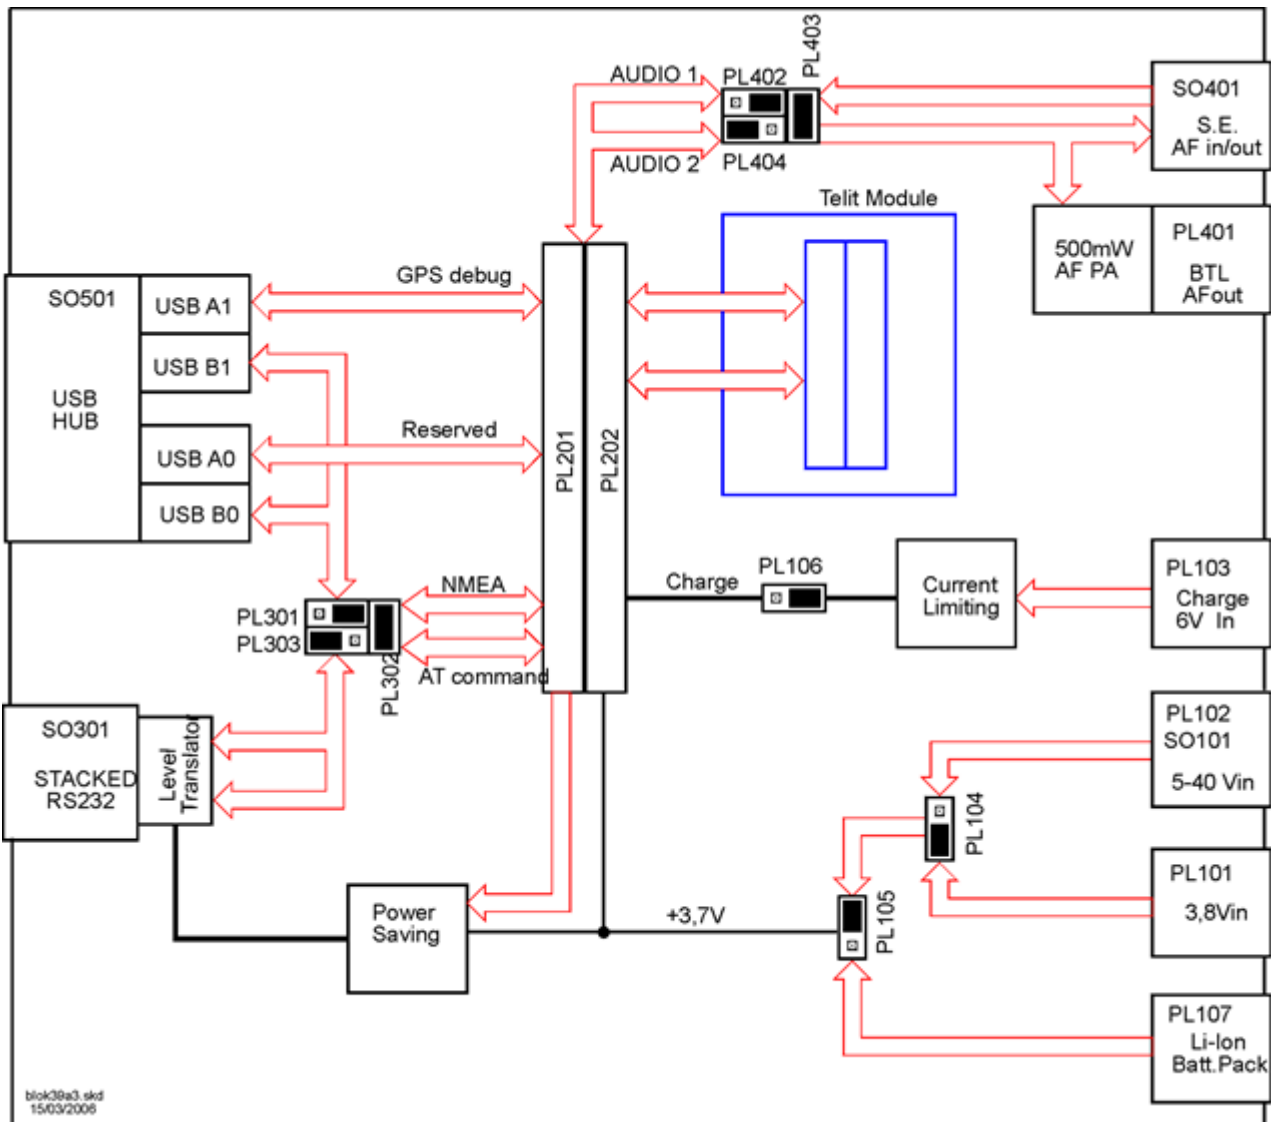 AUDIO 1
PL402
PL403
SO401
S.E.
AF in/out
AUDIO 2
PL404
Telit Module
500mW
AF PA
PL401
BTL
AFout
GPS debug
SO501
USB A1
USB B1
USB
HUB
Reserved
USB A0
USB B0
PL201
PL202
NMEA
PL301
PL303
PL302
AT command
Charge
PL106
Current
Limiting
PL103
Charge
6V In
SO301
STACKED
RS232
Level
Translator
PL102
SO101
5-40 Vin
PL104
PL101
3,8Vin
Power
Saving
+3,7V
PL105
PL107
Li-Ion
Batt.Pack
blok39a3.skd
15/03/2006